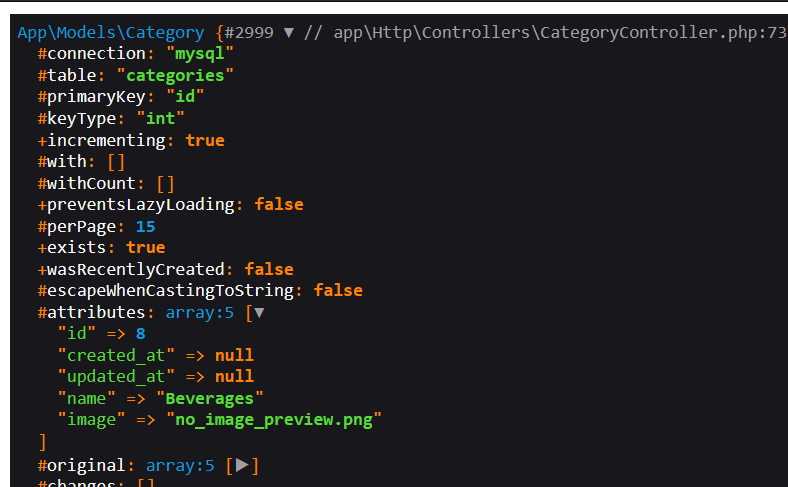 App\Models\Category {#2999 ▼ // app\Http\Controllers\CategoryController.php:73
#connection: "mysql"
#table: "categories"
#primaryKey: "id"
#keyType: "int"
+incrementing: true
#with: []
#withCount: []
+preventsLazyLoading: false
#perPage: 15
+exists: true
+wasRecentlyCreated: false
#escapeWhenCastingToString: false
#attributes: array:5 [▼
"id" => 8
"created_at" => null
"updated_at" => null
"name" => "Beverages"
"image" => "no_image_preview.png"
]
#original: array:5 [▶]
#changes: []